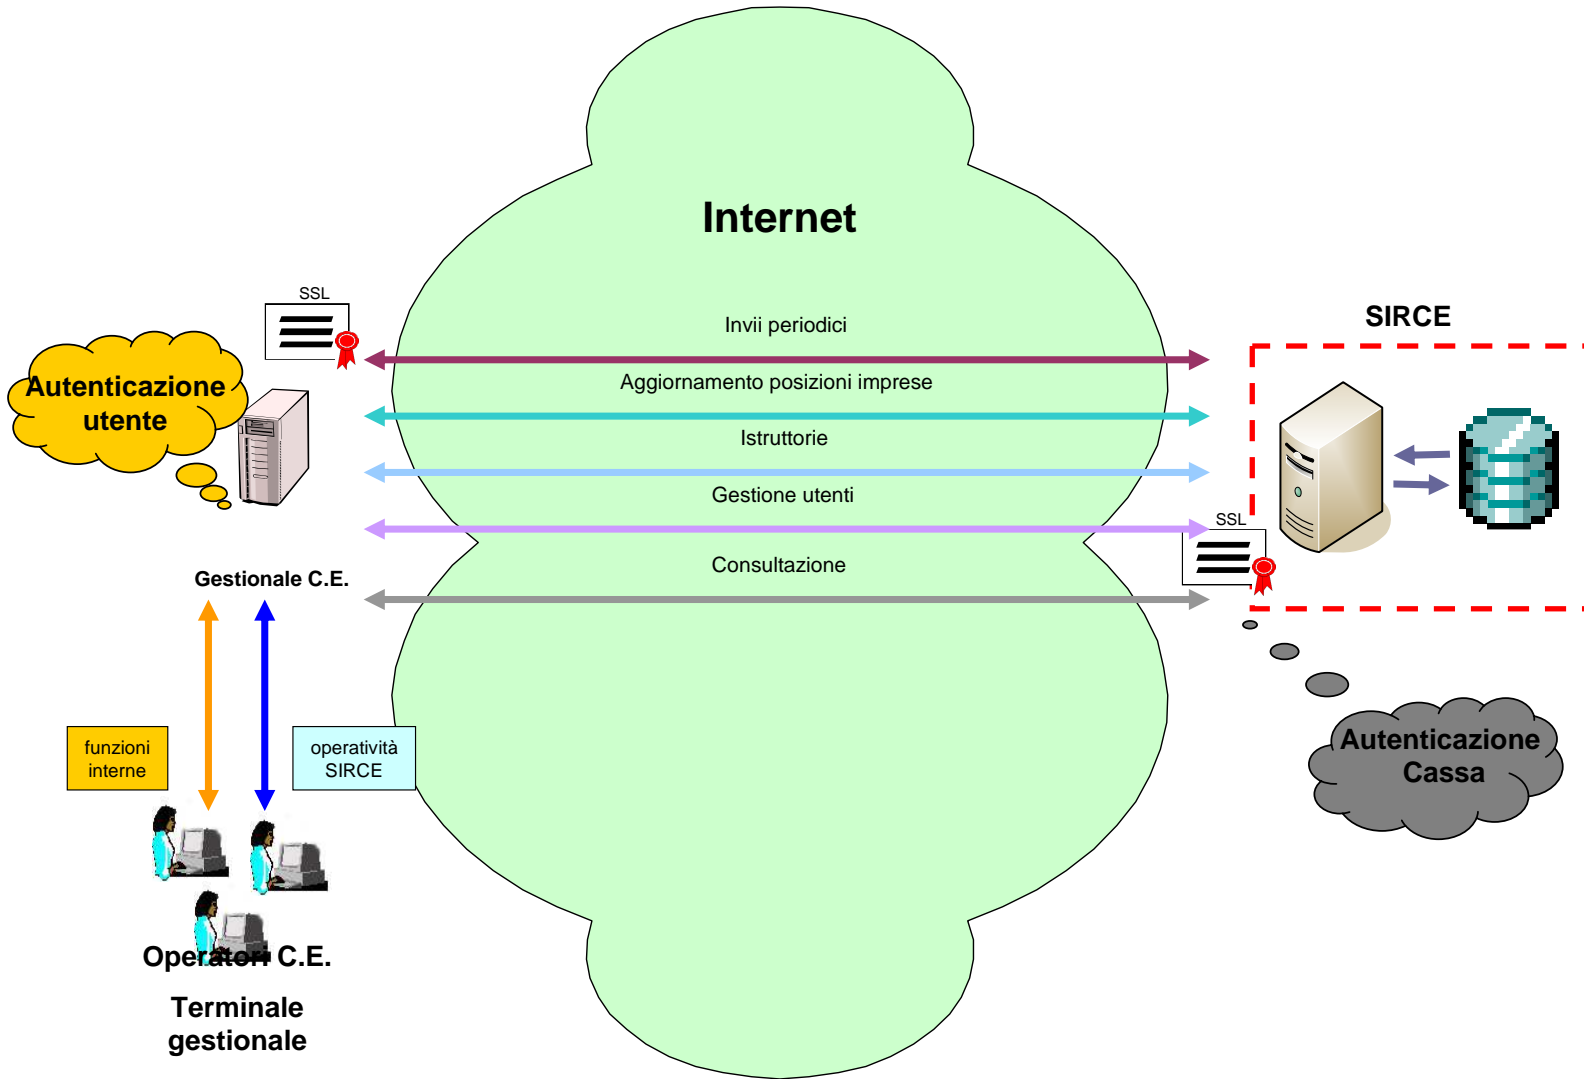 Internet
SSL
Invii periodici
SIRCE
Aggiornamento posizioni imprese
Autenticazione
utente
Istruttorie
Gestione utenti
SSL
Consultazione
Gestionale C.E.
funzioni
interne
operatività
SIRCE
Autenticazione
Cassa
Operatori C.E.
Terminale
gestionale